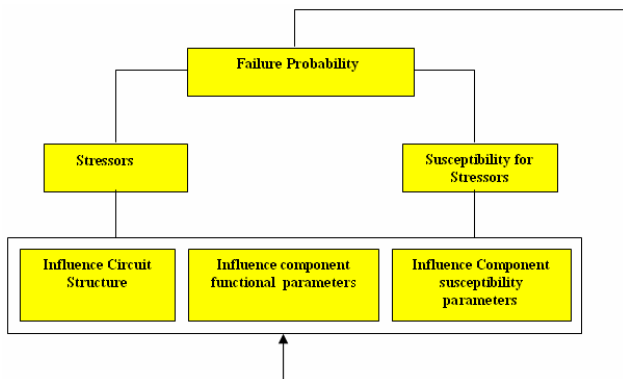 Failure Probability
Stressors
Susceptibility for
Stressors
Influence Circuit
Structure
Influence component
functional parameters
Influence Component
susceptibility
parameters